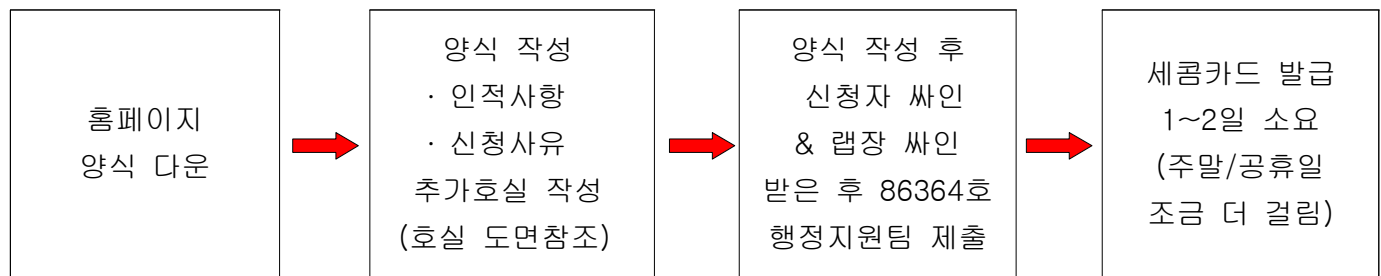 홈페이지
양식 다운
양식 작성
· 인적사항
· 신청사유
추가호실 작성
(호실 도면참조)
양식 작성 후
신청자 싸인
& 랩장 싸인
받은 후 86364호
행정지원팀 제출
세콤카드 발급
1~2일 소요
(주말/공휴일
조금 더 걸림)